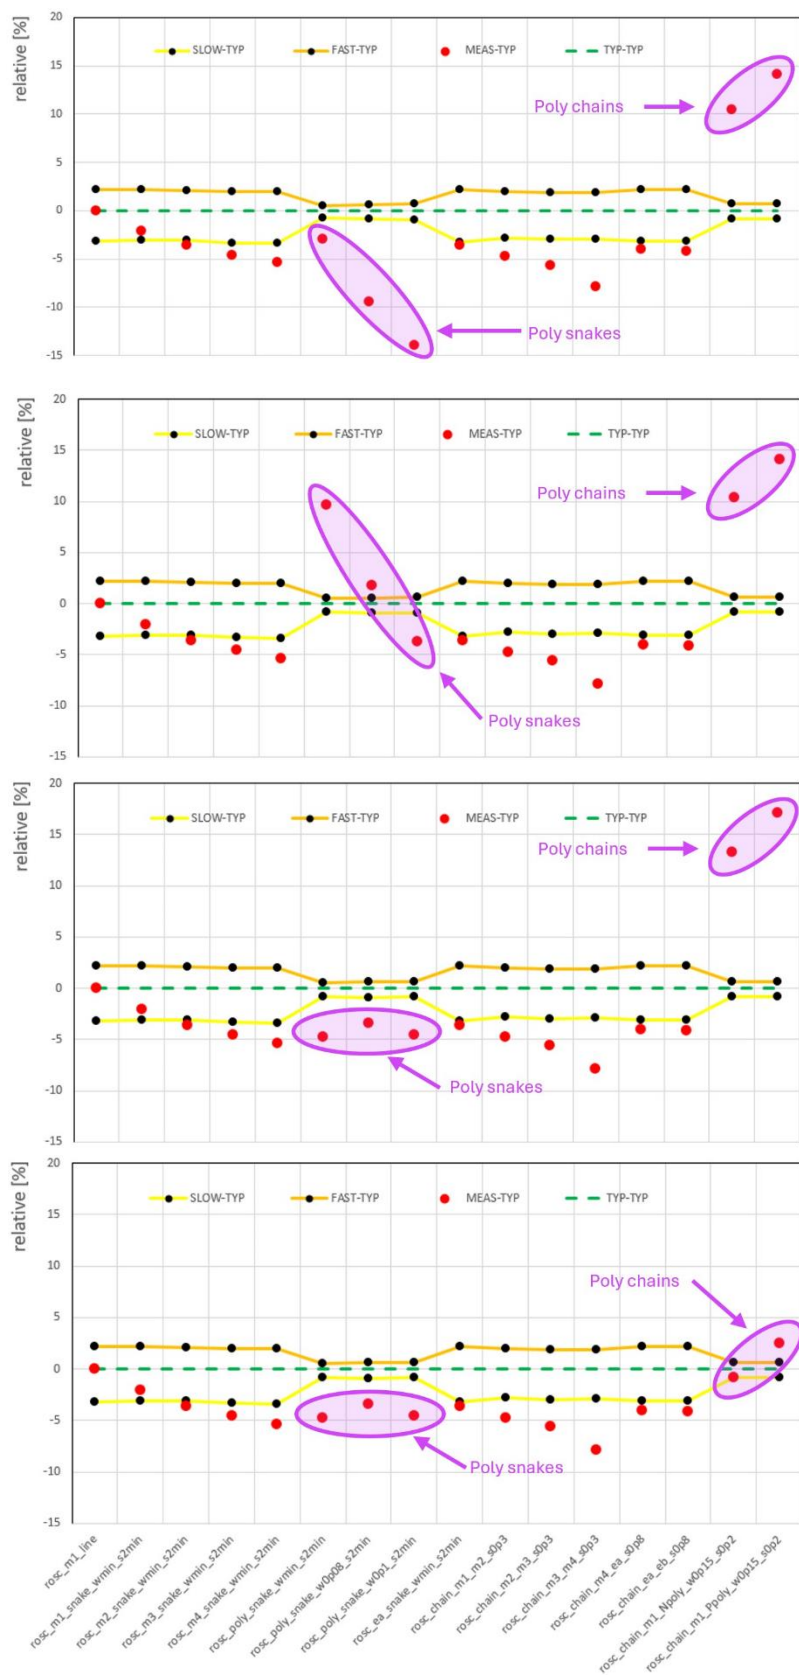 relative [%]
20
15
10
5
0
-5
-10
-15
SLOW-TYP FAST-TYP MEAS-TYP TYP-TYP
Poly chains
Poly snakes
relative [%]
20
15
10
5
0
-5
-10
-15
SLOW-TYP FAST-TYP MEAS-TYP TYP-TYP
Poly chains
Poly snakes
relative [%]
20
15
10
5
0
-5
-10
-15
SLOW-TYP FAST-TYP MEAS-TYP TYP-TYP
Poly chains
Poly snakes
relative [%]
20
15
10
5
0
-5
-10
-15
SLOW-TYP FAST-TYP MEAS-TYP TYP-TYP
Poly chains
Poly snakes
rosc_m1_line
rosc_m1_snake_wmin_s2min
rosc_m2_snake_wmin_s2min
rosc_m3_snake_wmin_s2min
rosc_m4_snake_wmin_s2min
rosc_poly_snake_wmin_s2min
rosc_poly_snake_w0p08_s2min
rosc_poly_snake_w0p1_s2min
rosc_ea_snake_wmin_s2min
rosc_chain_m1_m2_s0p3
rosc_chain_m2_m3_s0p3
rosc_chain_m3_m4_s0p3
rosc_chain_m4_ea_s0p8
rosc_chain_ea_eb_s0p8
rosc_chain_m1_Npoly_w0p15_s0p2
rosc_chain_m1_Ppoly_w0p15_s0p2